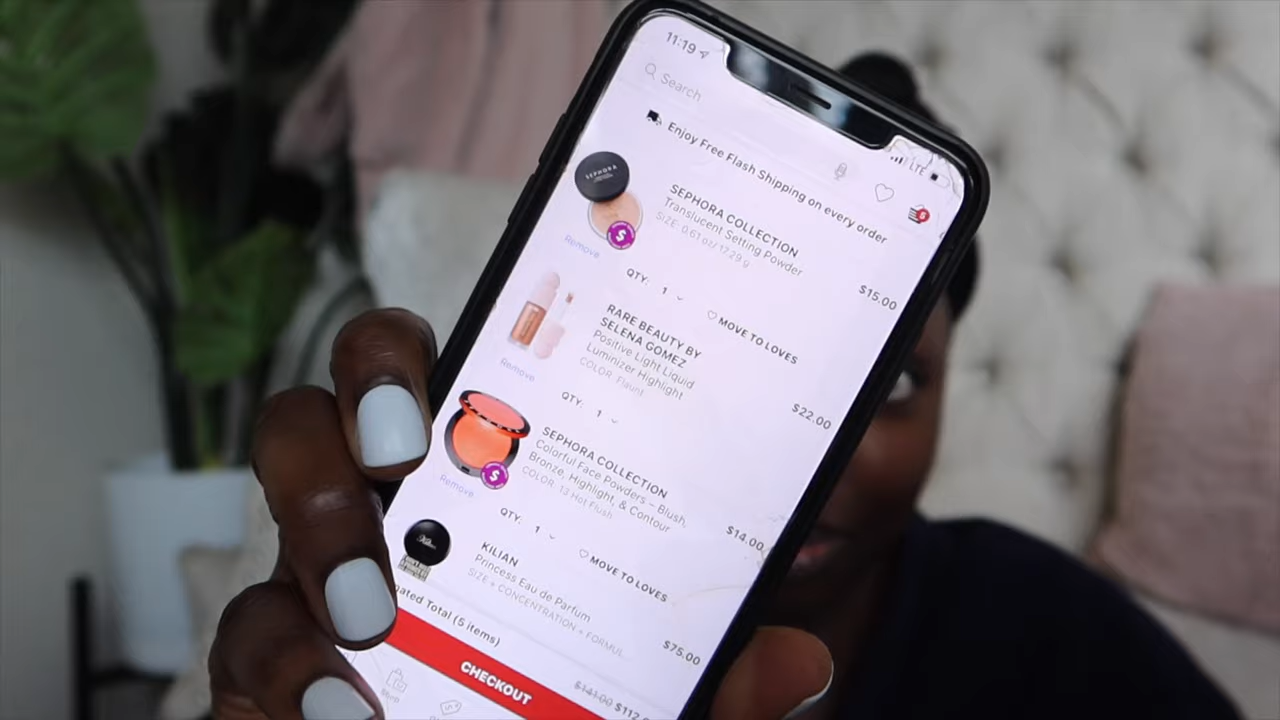 11:19
LTE
Search
Enjoy Free Flash Shipping on every order
SEPHORA
SEPHORA COLLECTION
Translucent Setting Powder
SIZE: 0.61 oz/ 17.29 g
$15.00
Remove
QTY: 1
MOVE TO LOVES
RARE BEAUTY BY
SELENA GOMEZ
Positive Light Liquid
Luminizer Highlight
COLOR: Flaunt
$22.00
Remove
QTY: 1
SEPHORA COLLECTION
Colorful Face Powders – Blush,
Bronze, Highlight, & Contour
COLOR: 13 Hot Flush
$14.00
Remove
QTY: 1
MOVE TO LOVES
KILIAN
Princess Eau de Parfum
SIZE + CONCENTRATION + FORMUL
$75.00
Total (5 items)
$141.00 $112
CHECKOUT